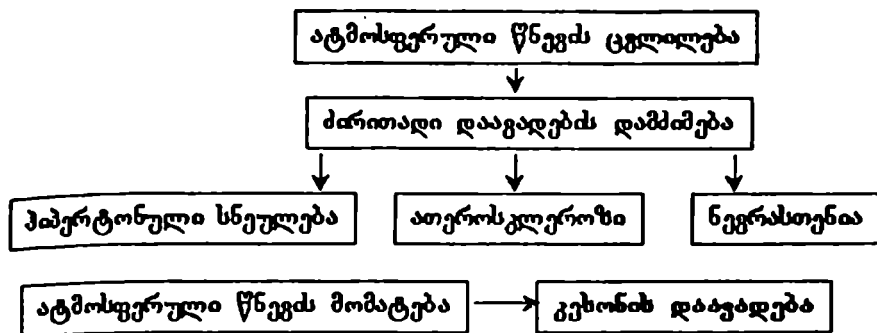 ატმოსფერული წნევის ცვლილება
ძირითადი დაავადების დამძიმება
ჰიპერტონული სნეულება ათეროსკლეროზი ნევრასთენია
ატმოსფერული წნევის მომატება კესონის დაავადება